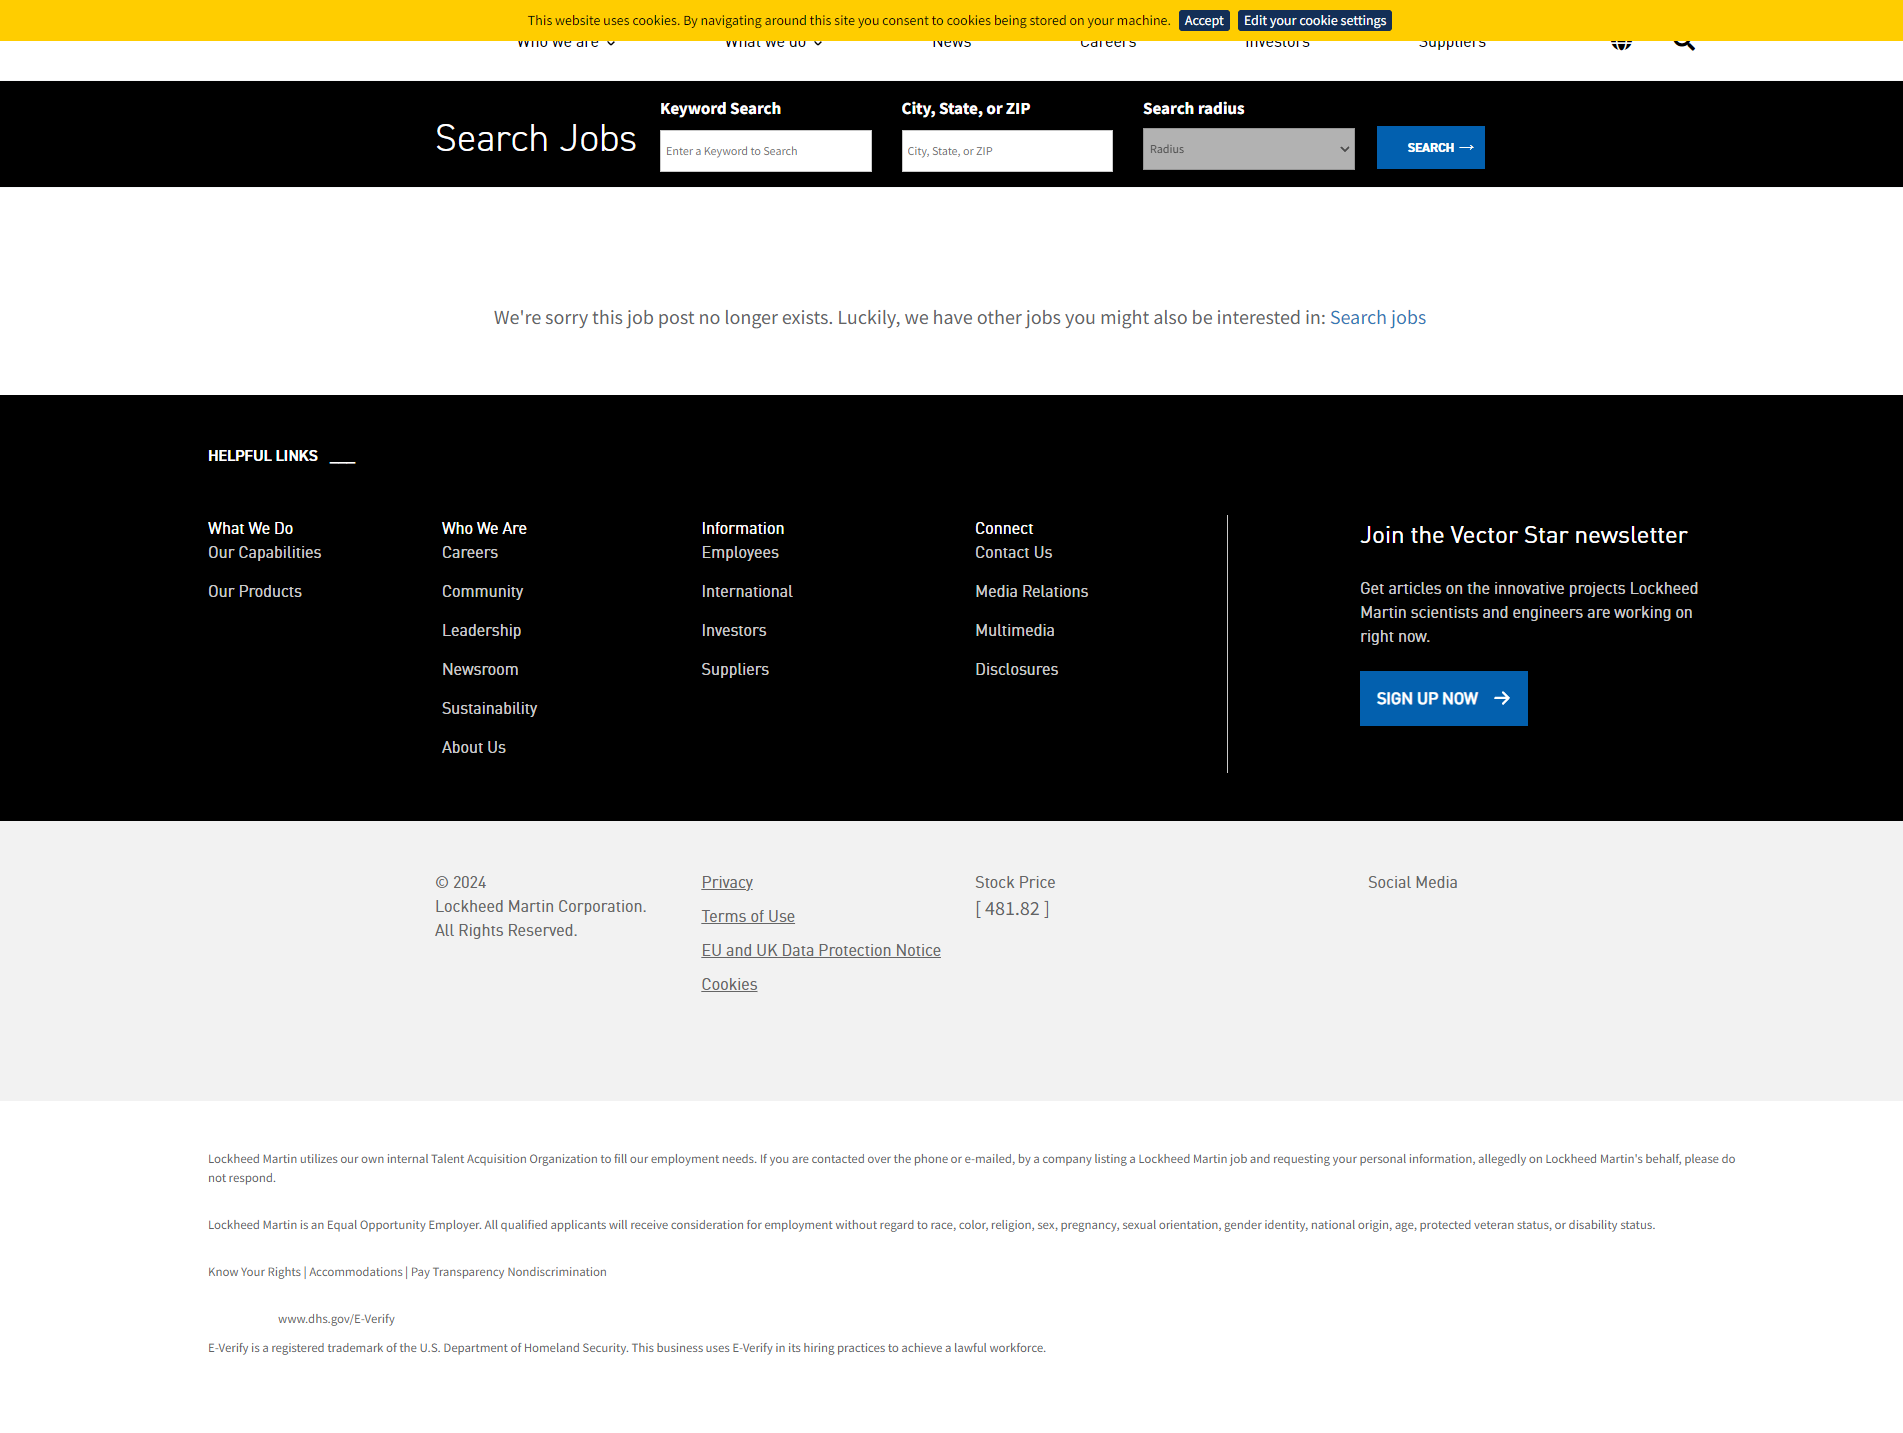 This website uses cookies. By navigating around this site you consent to cookies being stored on your machine. Accept Edit your cookie settings
Who we are What we do News Careers Investors Suppliers
Search Jobs
Keyword Search
Enter a Keyword to Search
City, State, or ZIP
City, State, or ZIP
Search radius
Radius
SEARCH
We're sorry this job post no longer exists. Luckily, we have other jobs you might also be interested in: Search jobs
HELPFUL LINKS
What We Do
Our Capabilities
Our Products
Who We Are
Careers
Community
Leadership
Newsroom
Sustainability
About Us
Information
Employees
International
Investors
Suppliers
Connect
Contact Us
Media Relations
Multimedia
Disclosures
Join the Vector Star newsletter
Get articles on the innovative projects Lockheed
Martin scientists and engineers are working on
right now.
SIGN UP NOW
© 2024
Lockheed Martin Corporation.
All Rights Reserved.
Privacy
Terms of Use
EU and UK Data Protection Notice
Cookies
Stock Price
[ 481.82 ]
Social Media
Lockheed Martin utilizes our own internal Talent Acquisition Organization to fill our employment needs. If you are contacted over the phone or e-mailed, by a company listing a Lockheed Martin job and requesting your personal information, allegedly on Lockheed Martin's behalf, please do
not respond.
Lockheed Martin is an Equal Opportunity Employer. All qualified applicants will receive consideration for employment without regard to race, color, religion, sex, pregnancy, sexual orientation, gender identity, national origin, age, protected veteran status, or disability status.
Know Your Rights | Accommodations | Pay Transparency Nondiscrimination
www.dhs.gov/E-Verify
E-Verify is a registered trademark of the U.S. Department of Homeland Security. This business uses E-Verify in its hiring practices to achieve a lawful workforce.